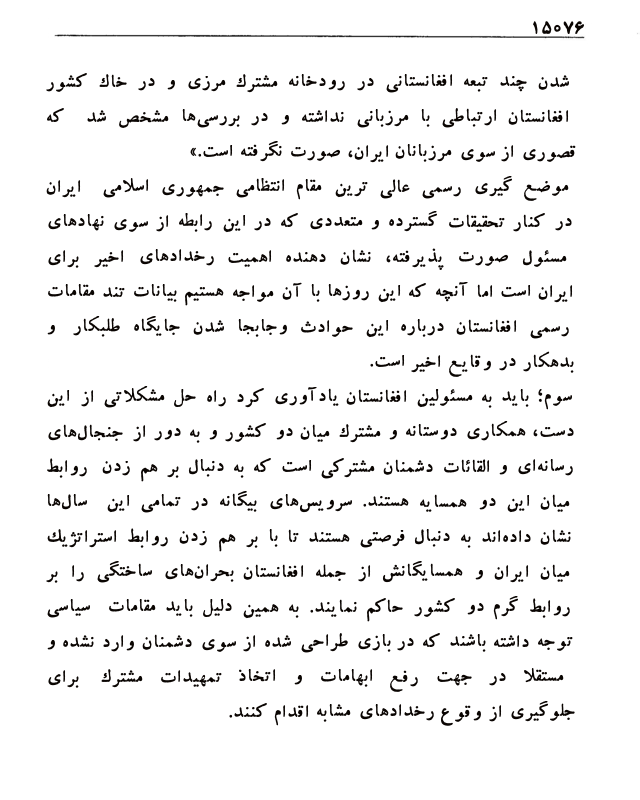 ۱۵۰۷۶
شدن چند تبعه افغانستانی در رودخانه مشترك مرزی و در خاك کشور
افغانستان ارتباطی با مرزبانی نداشته و در بررسی‌ها مشخص شد که
قصوری از سوی مرزبانان ایران، صورت نگرفته است.»
موضع گیری رسمی عالی ترین مقام انتظامی جمهوری اسلامی ایران
در کنار تحقیقات گسترده و متعددی که در این رابطه از سوی نهادهای
مسئول صورت پذیرفته، نشان دهنده اهمیت رخدادهای اخیر برای
ایران است اما آنچه که این روزها با آن مواجه هستیم بیانات تند مقامات
رسمی افغانستان درباره این حوادث وجابجا شدن جایگاه طلبکار و
بدهکار در وقایع اخیر است.
سوم؛ باید به مسئولین افغانستان یادآوری کرد راه حل مشکلاتی از این
دست، همکاری دوستانه و مشترك میان دو کشور و به دور از جنجال‌های
رسانه‌ای و القائات دشمنان مشترکی است که به دنبال بر هم زدن روابط
میان این دو همسایه هستند. سرویس‌های بیگانه در تمامی این سال‌ها
نشان داده‌اند به دنبال فرصتی هستند تا با بر هم زدن روابط استراتژیك
میان ایران و همسایگانش از جمله افغانستان بحران‌های ساختگی را بر
روابط گرم دو کشور حاکم نمایند. به همین دلیل باید مقامات سیاسی
توجه داشته باشند که در بازی طراحی شده از سوی دشمنان وارد نشده و
مستقلا در جهت رفع ابهامات و اتخاذ تمهیدات مشترك برای
جلوگیری از وقوع رخدادهای مشابه اقدام کنند.